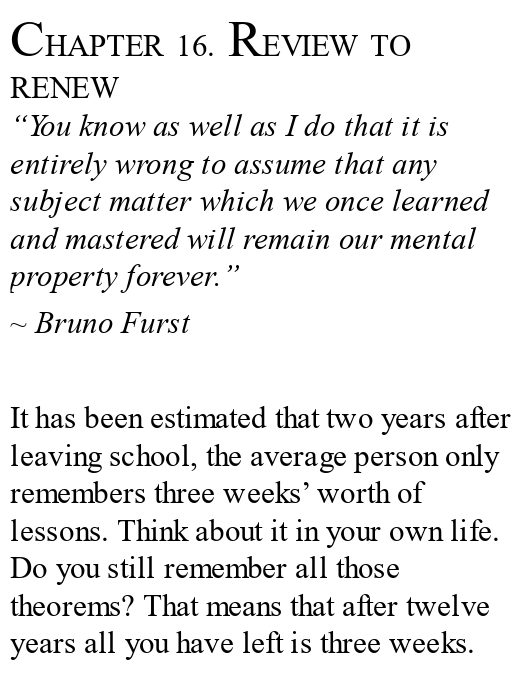 CHAPTER 16. REVIEW TO
RENEW
“You know as well as I do that it is
entirely wrong to assume that any
subject matter which we once learned
and mastered will remain our mental
property forever.”
~ Bruno Furst
It has been estimated that two years after
leaving school, the average person only
remembers three weeks’ worth of
lessons. Think about it in your own life.
Do you still remember all those
theorems? That means that after twelve
years all you have left is three weeks.